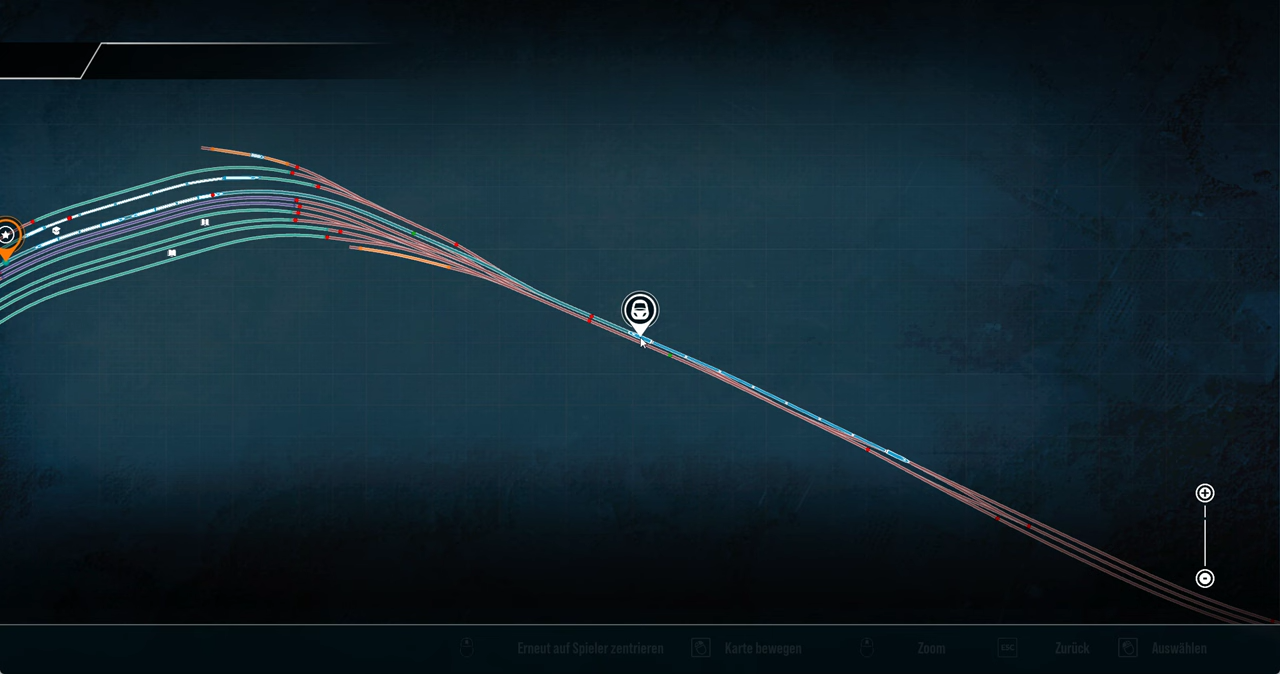 Erneut auf Spieler zentrieren
Karte bewegen
Zoom
ESC
Zurück
Auswählen